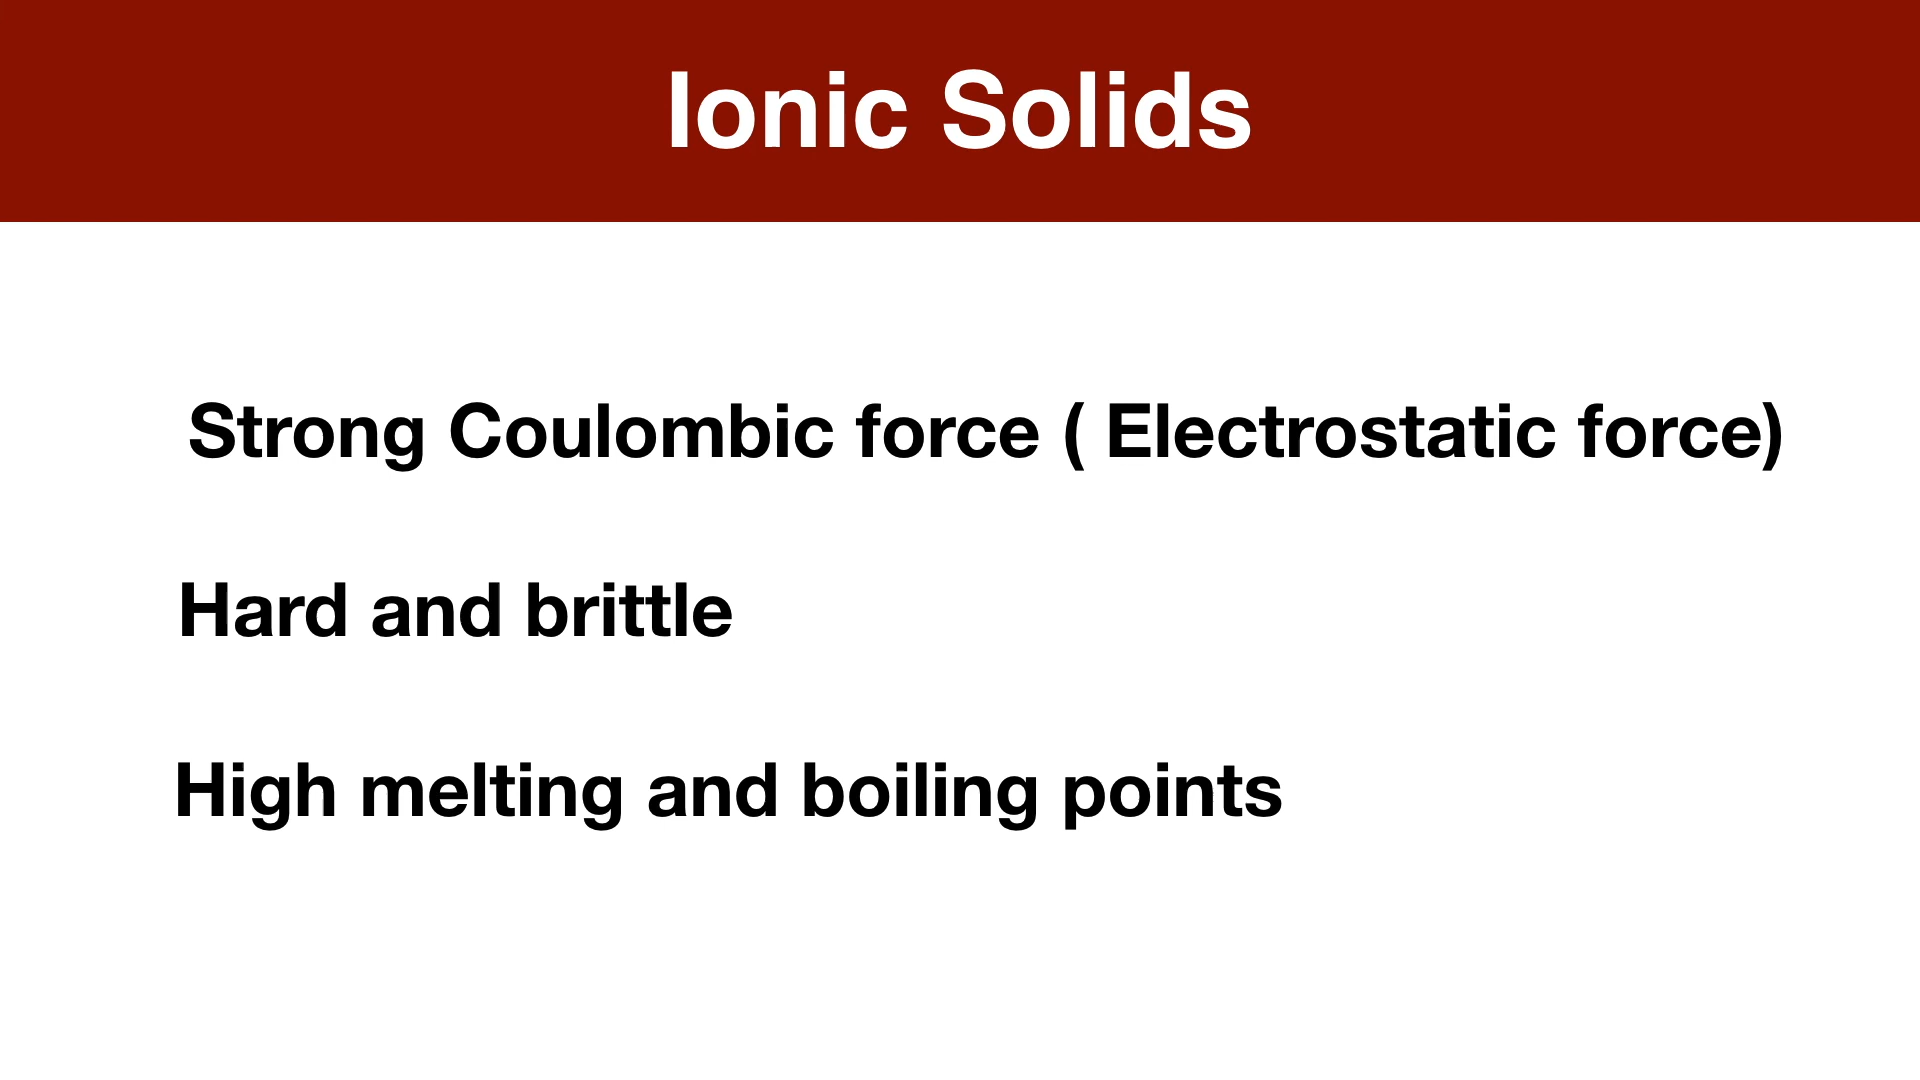 Ionic Solids
Strong Coulombic force ( Electrostatic force)
Hard and brittle
High melting and boiling points